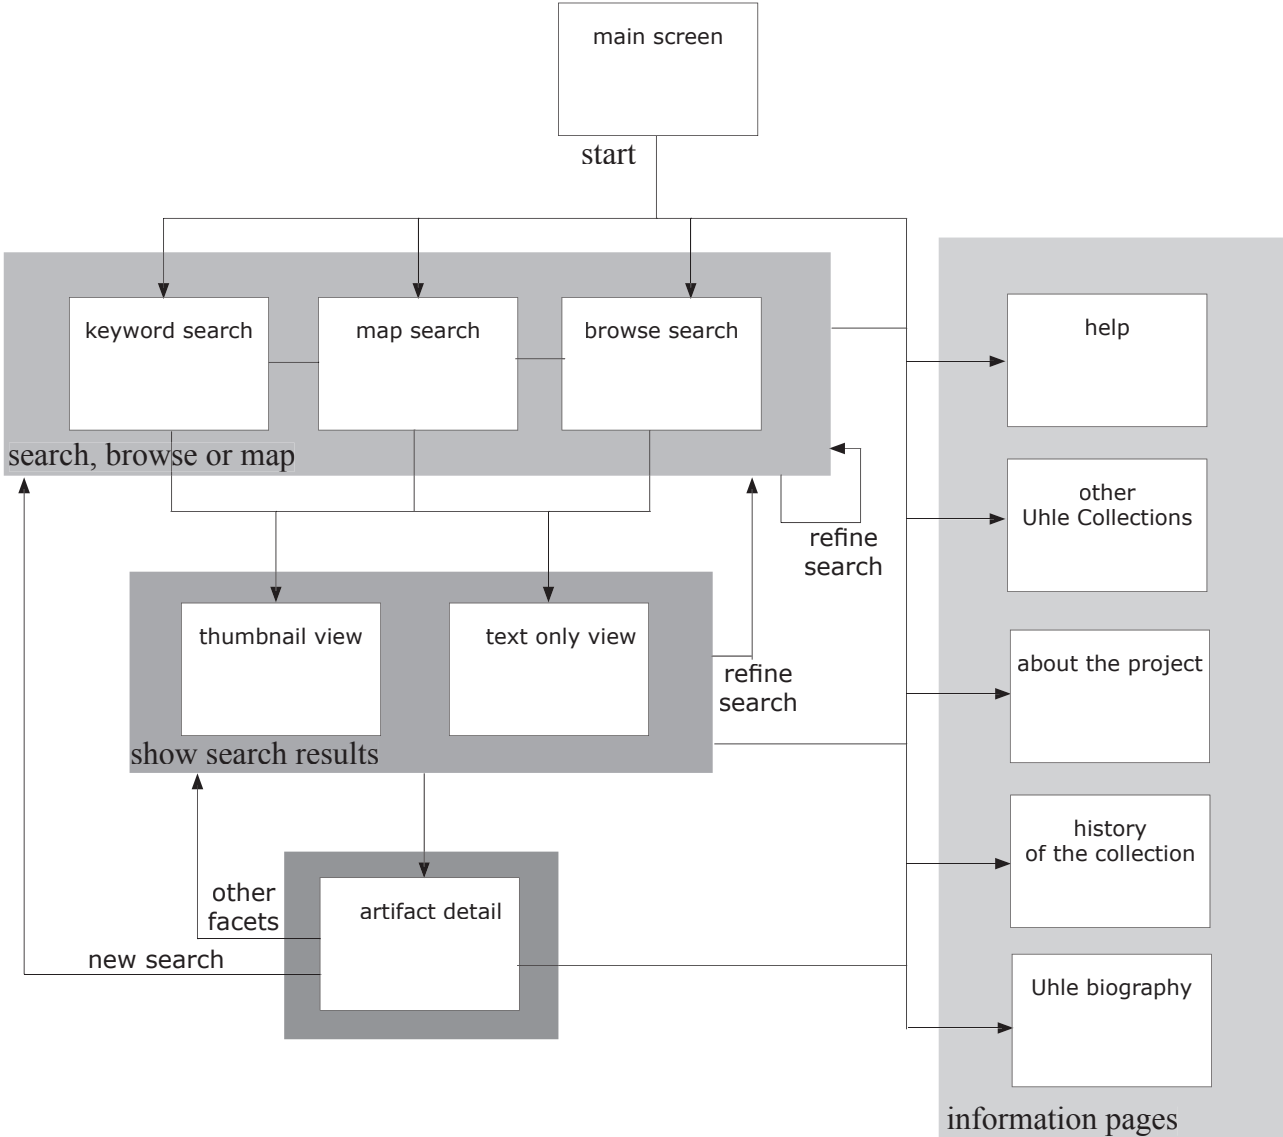 main screen
start
keyword search
map search
browse search
search, browse or map
refine
search
thumbnail view
text only view
show search results
refine
search
other
facets
new search
artifact detail
help
other
Uhle Collections
about the project
history
of the collection
Uhle biography
information pages